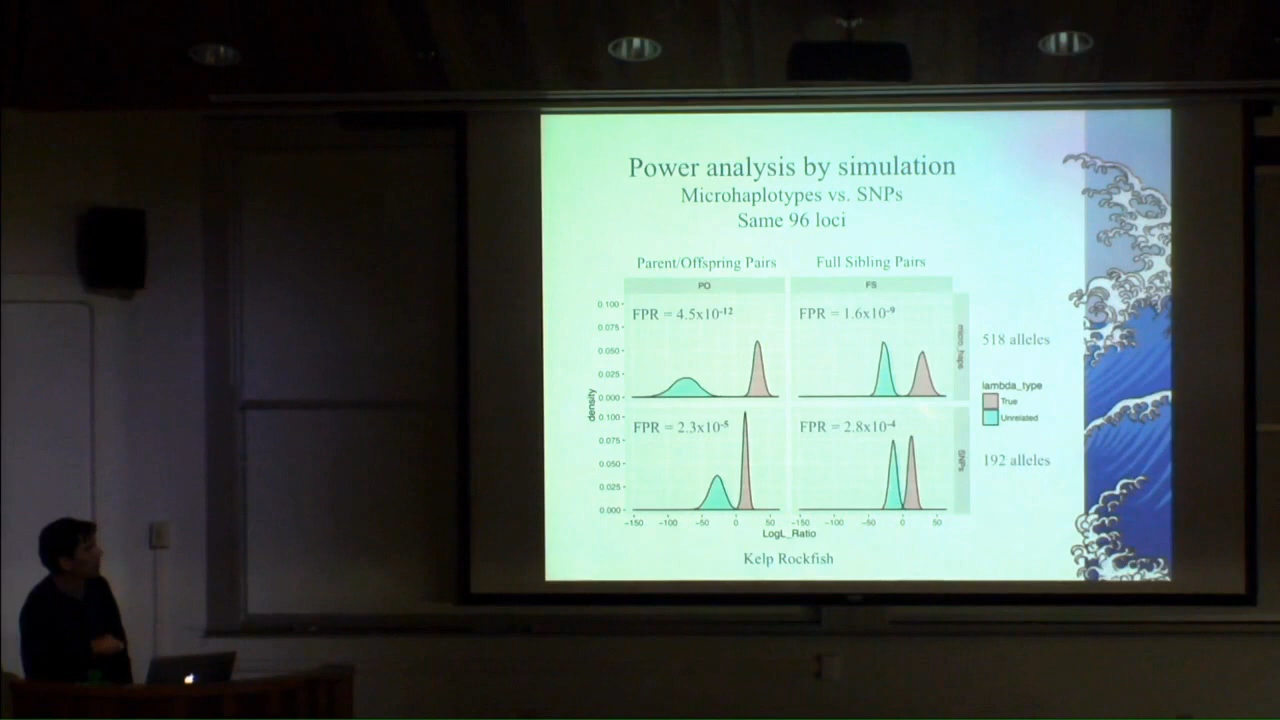 Power analysis by simulation
Microhaplotypes vs. SNPs
Same 96 loci
Parent/Offspring Pairs Full Sibling Pairs
PO FS
FPR = 4.5x10-12 FPR = 1.6x10-9
micro_haps
518 alleles
0.100
0.075
0.050
0.025
0.000
density
lambda_type
True
Unrelated
FPR = 2.3x10-5 FPR = 2.8x10-4
SNPs
192 alleles
0.100
0.075
0.050
0.025
0.000
-150 -100 -50 0 50 -150 -100 -50 0 50
LogL_Ratio
Kelp Rockfish